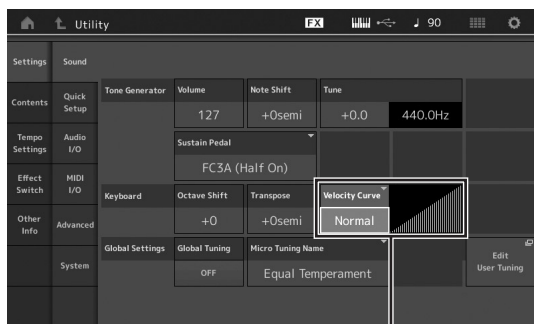 Utility
FX
90
Settings
Sound
Contents
Quick
Setup
Tempo
Settings
Audio
I/O
Effect
Switch
MIDI
I/O
Other
Info
Advanced
System
Tone Generator
Volume
127
Note Shift
+0semi
Tune
+0.0
440.0Hz
Sustain Pedal
FC3A (Half On)
Keyboard
Octave Shift
+0
Transpose
+0semi
Velocity Curve
Normal
Global Settings
Global Tuning
OFF
Micro Tuning Name
Equal Temperament
Edit
User Tuning